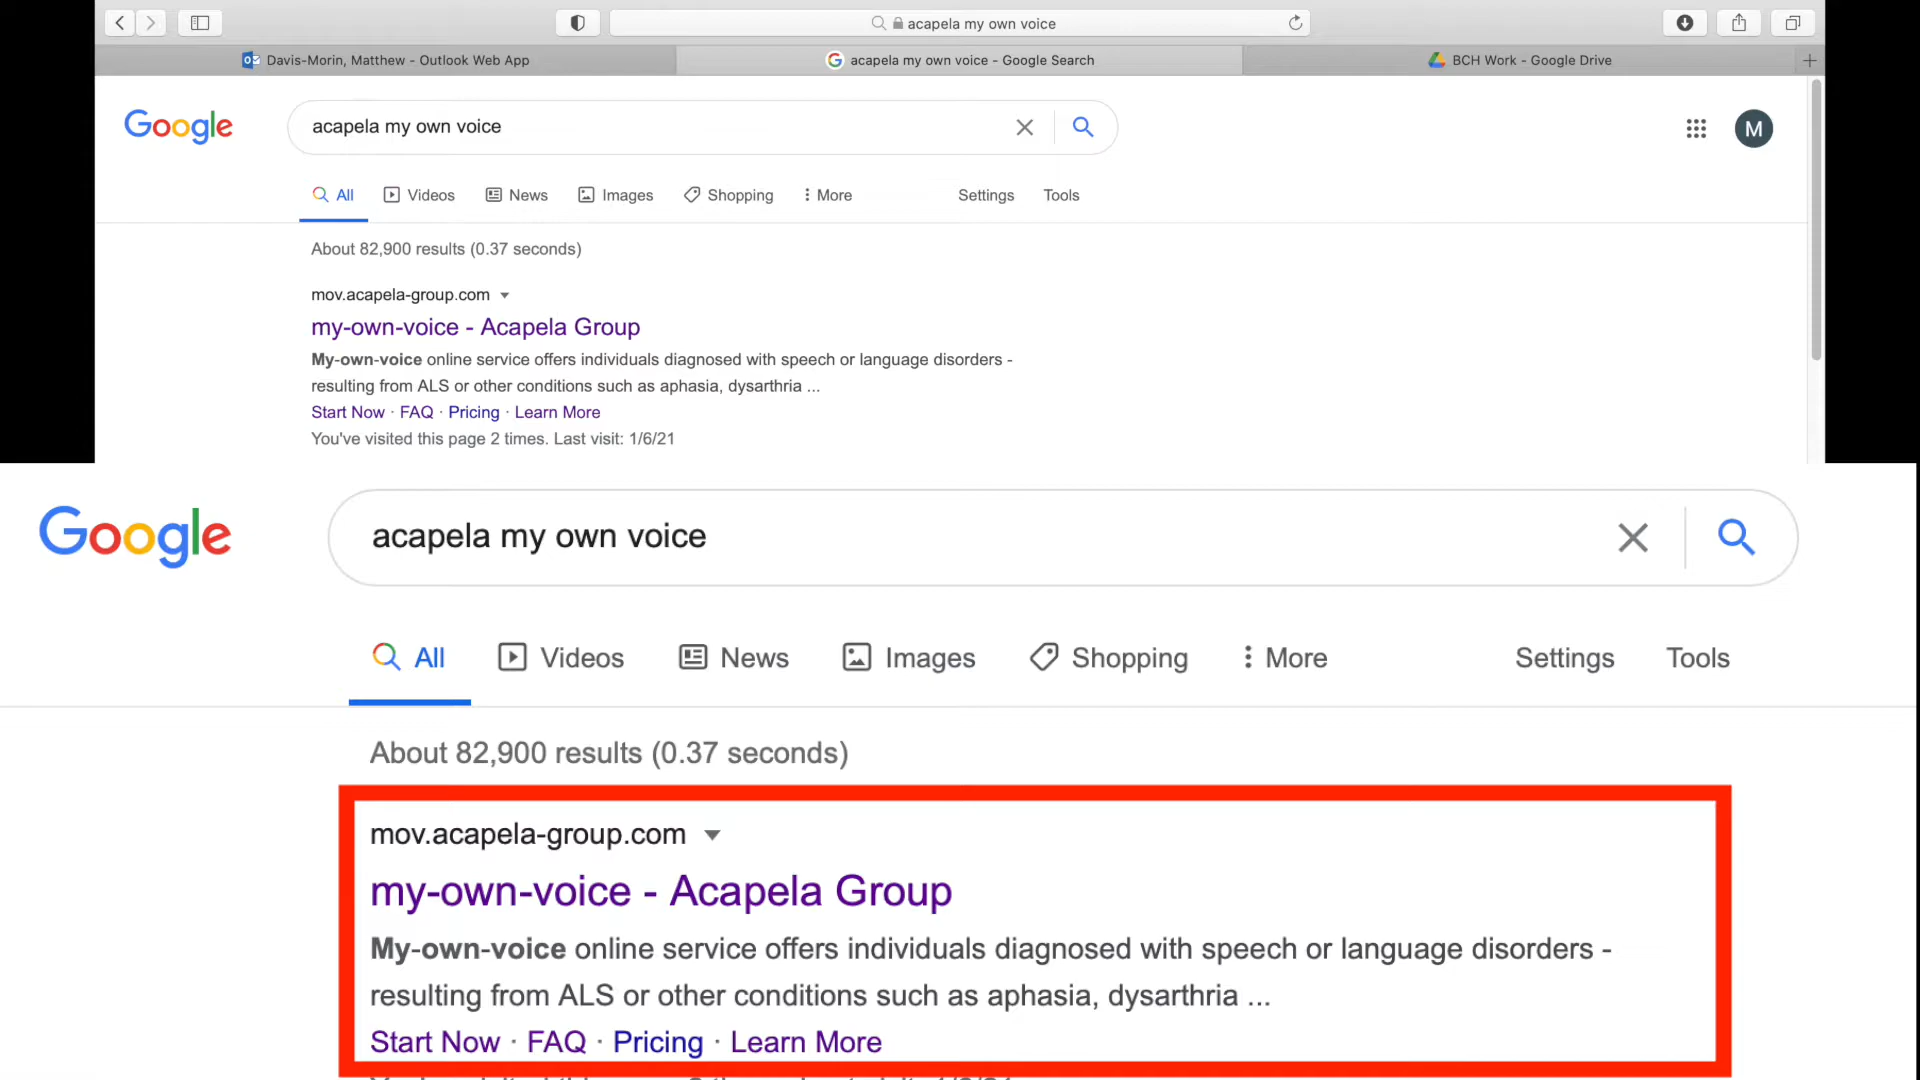 acapela my own voice
Davis-Morin, Matthew - Outlook Web App
acapela my own voice - Google Search
BCH Work - Google Drive
Google
acapela my own voice
M
All
Videos
News
Images
Shopping
More
Settings
Tools
About 82,900 results (0.37 seconds)
mov.acapela-group.com
my-own-voice - Acapela Group
My-own-voice online service offers individuals diagnosed with speech or language disorders -
resulting from ALS or other conditions such as aphasia, dysarthria ...
Start Now · FAQ · Pricing · Learn More
You've visited this page 2 times. Last visit: 1/6/21
Google
acapela my own voice
All
Videos
News
Images
Shopping
More
Settings
Tools
About 82,900 results (0.37 seconds)
mov.acapela-group.com
my-own-voice - Acapela Group
My-own-voice online service offers individuals diagnosed with speech or language disorders -
resulting from ALS or other conditions such as aphasia, dysarthria ...
Start Now · FAQ · Pricing · Learn More